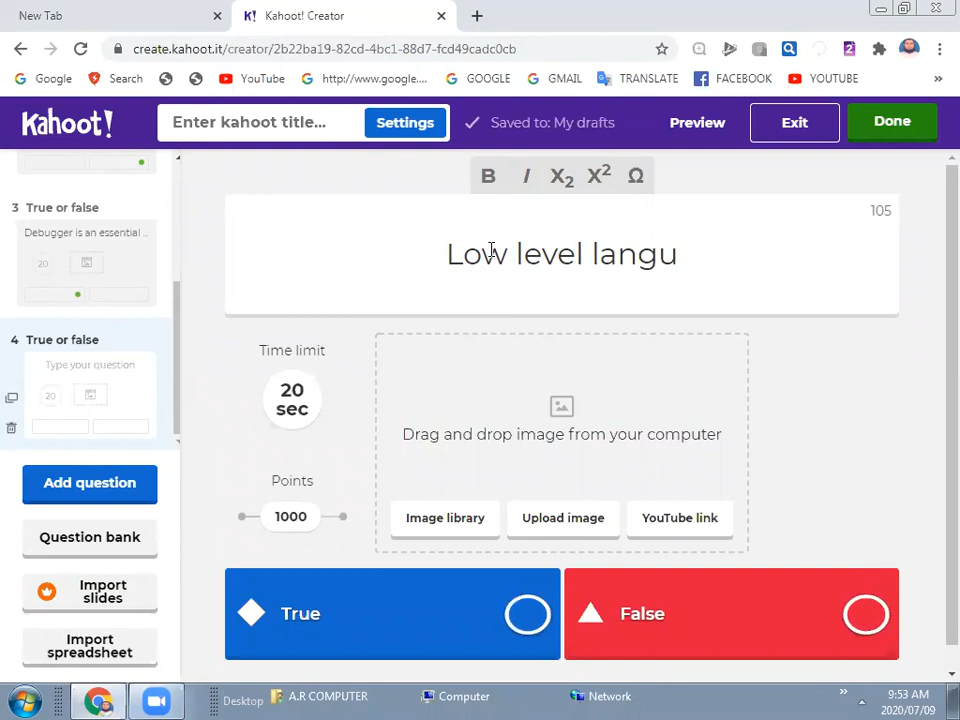 New Tab
K! Kahoot! Creator
create.kahoot.it/creator/2b22ba19-82cd-4bc1-88d7-fcd49cadc0cb
Google
Search
YouTube
http://www.google....
GOOGLE
GMAIL
TRANSLATE
FACEBOOK
YOUTUBE
»
Kahoot!
Enter kahoot title...
Settings
Saved to: My drafts
Preview
Exit
Done
B I X2 X2 Ω
3 True or false
Debugger is an essential ...
20
4 True or false
Type your question
20
Add question
Question bank
Import
slides
Import
spreadsheet
105
Low level langu
Time limit
20
sec
Points
1000
Drag and drop image from your computer
Image library
Upload image
YouTube link
True
False
Desktop
A.R COMPUTER
Computer
Network
»
9:53 AM
2020/07/09